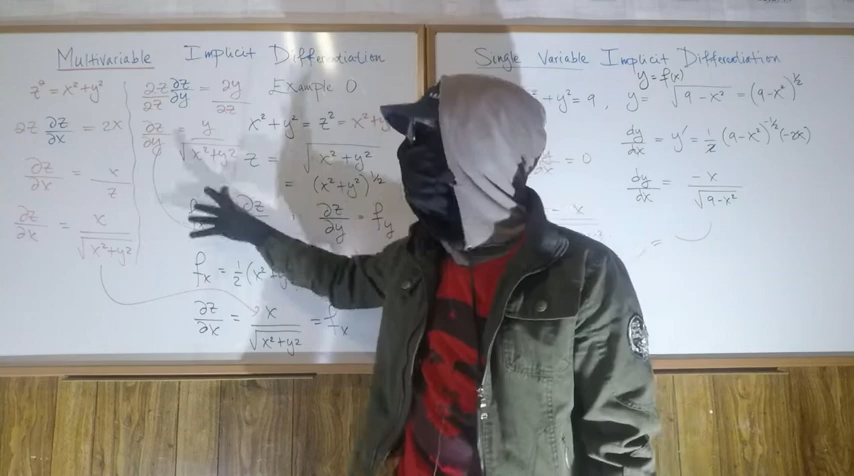 Multivariable Implicit Differentiation
z² = x² + y²
2z ∂z/∂x = 2x
∂z/∂x = x/z
∂z/∂x = x/√(x²+y²)
2z ∂z/∂y = 2y
∂z/∂y = y/√(x²+y²)
Example 0
x² + y² = z² = x² + y
z = √(x²+y²)
= (x²+y²)^1/2
∂z ∂z/∂y = f_y
f_x = 1/2 (x² + y
∂z/∂x = x/√(x²+y²) = f_x
Single Variable Implicit Differentiation
y = f(x)
+ y² = 9, y = √(9-x²) = (9-x²)^1/2
= 0
dy/dx = y' = 1/2 (9-x²)^-1/2 (-2x)
dy/dx = -x/√(9-x²)
-x
=